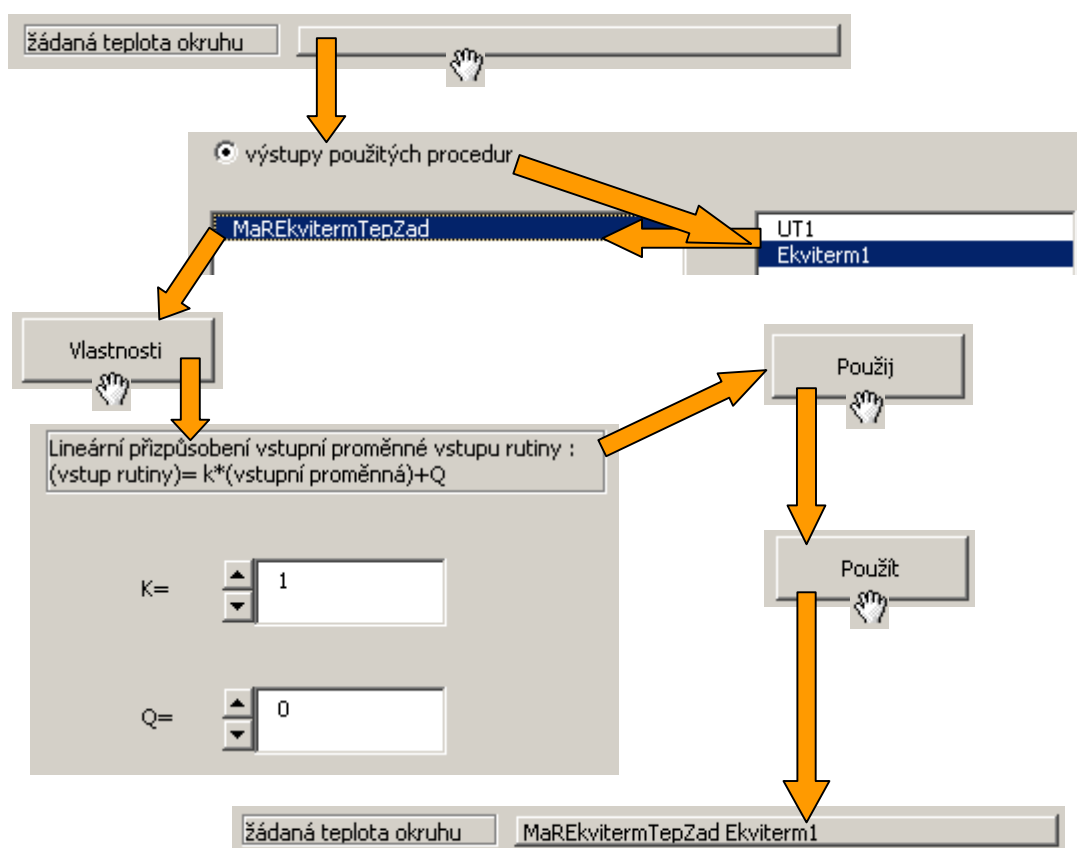 žádaná teplota okruhu
výstupy použitých procedur
MaREkvitermTepZad
UT1
Ekviterm1
Vlastnosti
Použij
Lineární přizpůsobení vstupní proměnné vstupu rutiny :
(vstup rutiny)= k*(vstupní proměnná)+Q
K=
1
Použít
Q=
0
žádaná teplota okruhu
MaREkvitermTepZad Ekviterm1